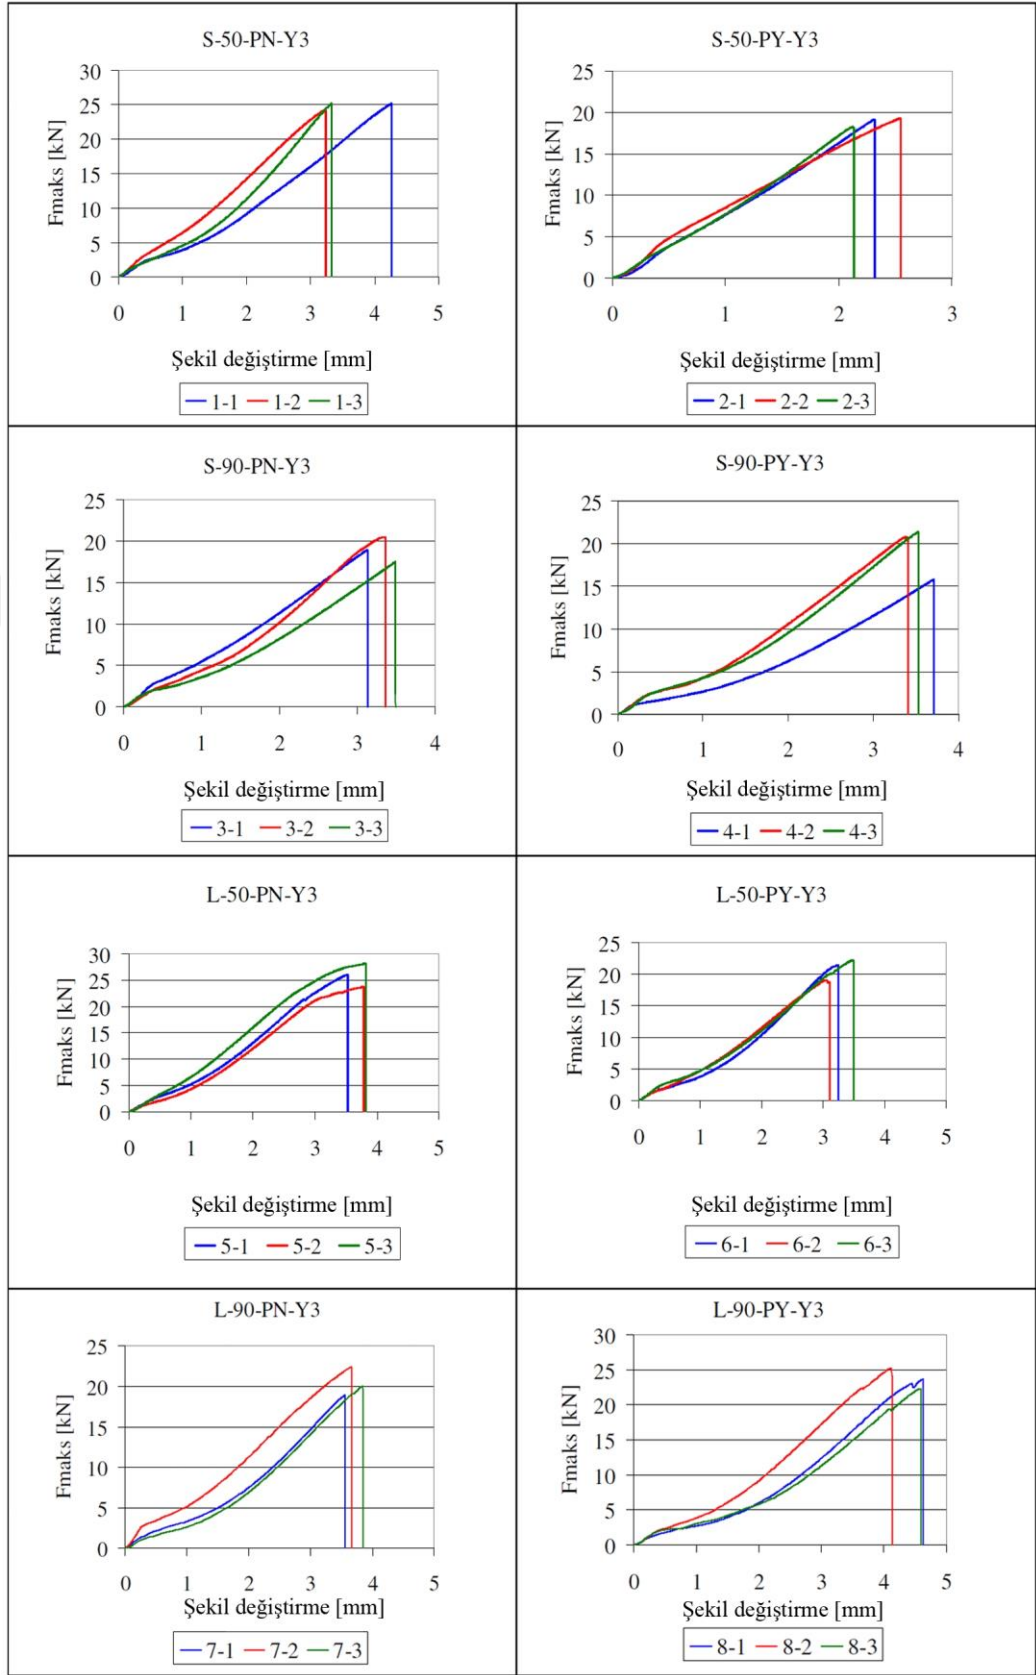 S-50-PN-Y3
30
25
20
15
10
5
0
Fmaks [kN]
0 1 2 3 4 5
Şekil değiştirme [mm]
1-1 1-2 1-3
S-50-PY-Y3
25
20
15
10
5
0
Fmaks [kN]
0 1 2 3
Şekil değiştirme [mm]
2-1 2-2 2-3
S-90-PN-Y3
25
20
15
10
5
0
Fmaks [kN]
0 1 2 3 4
Şekil değiştirme [mm]
3-1 3-2 3-3
S-90-PY-Y3
25
20
15
10
5
0
Fmaks [kN]
0 1 2 3 4
Şekil değiştirme [mm]
4-1 4-2 4-3
L-50-PN-Y3
30
25
20
15
10
5
0
Fmaks [kN]
0 1 2 3 4 5
Şekil değiştirme [mm]
5-1 5-2 5-3
L-50-PY-Y3
25
20
15
10
5
0
Fmaks [kN]
0 1 2 3 4 5
Şekil değiştirme [mm]
6-1 6-2 6-3
L-90-PN-Y3
25
20
15
10
5
0
Fmaks [kN]
0 1 2 3 4 5
Şekil değiştirme [mm]
7-1 7-2 7-3
L-90-PY-Y3
30
25
20
15
10
5
0
Fmaks [kN]
0 1 2 3 4 5
Şekil değiştirme [mm]
8-1 8-2 8-3